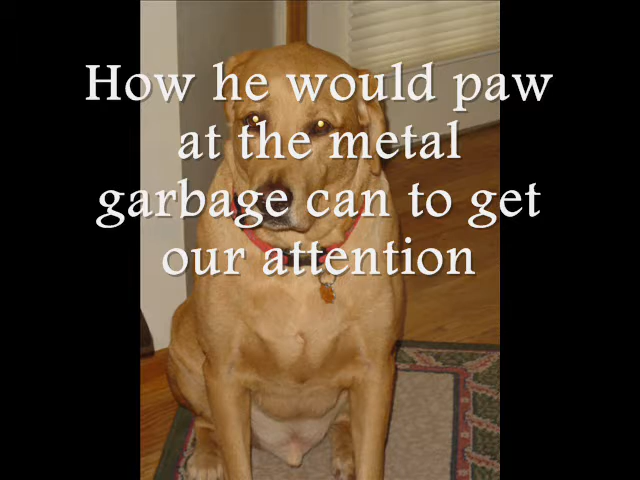 How he would paw
at the metal
garbage can to get
our attention